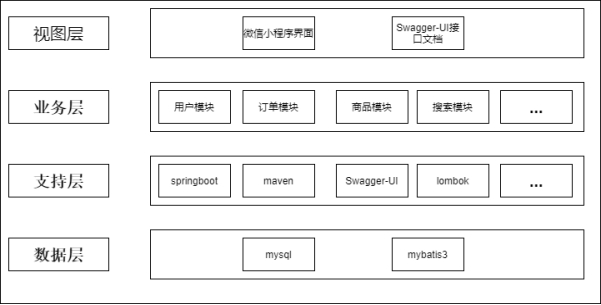 视图层
微信小程序界面
Swagger-UI接
口文档
业务层
用户模块
订单模块
商品模块
搜索模块
...
支持层
springboot
maven
Swagger-UI
lombok
...
数据层
mysql
mybatis3